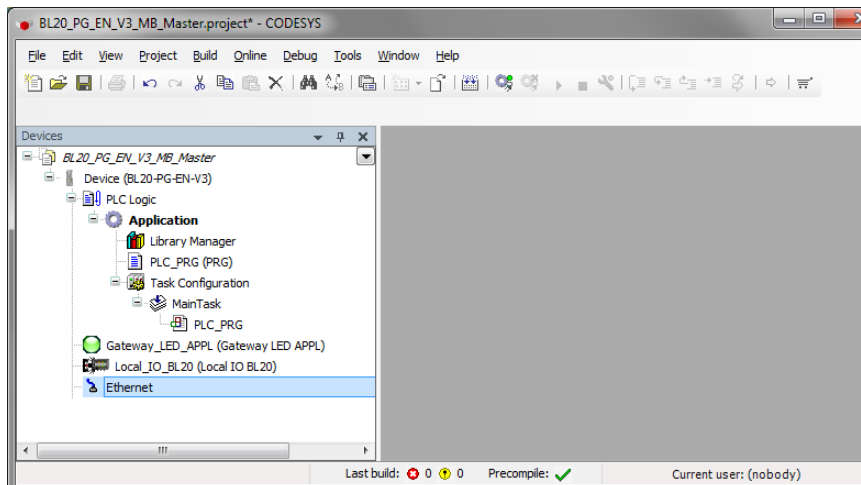 BL20_PG_EN_V3_MB_Master.project* - CODESYS
File Edit View Project Build Online Debug Tools Window Help
Devices
BL20_PG_EN_V3_MB_Master
Device (BL20-PG-EN-V3)
PLC Logic
Application
Library Manager
PLC_PRG (PRG)
Task Configuration
MainTask
PLC_PRG
Gateway_LED_APPL (Gateway LED APPL)
Local_IO_BL20 (Local IO BL20)
Ethernet
Last build: 0 0 Precompile: Current user: (nobody)